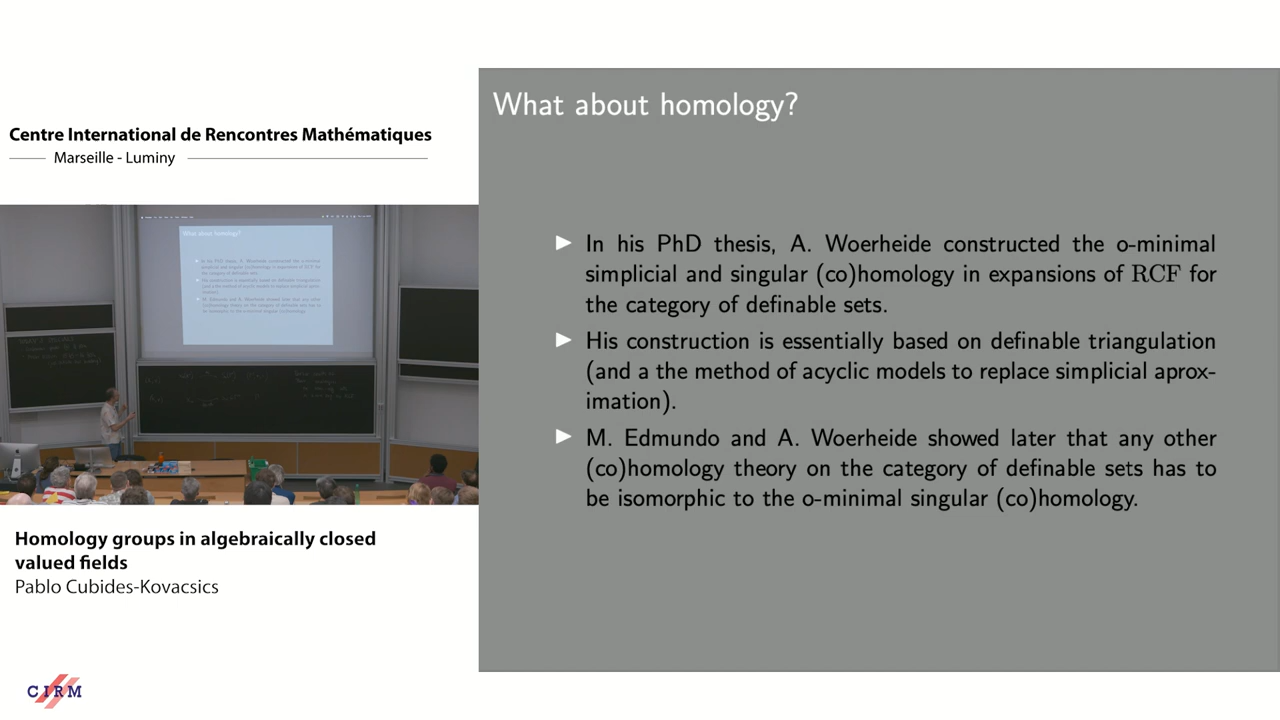 Centre International de Rencontres Mathématiques
Marseille - Luminy
What about homology?
In his PhD thesis, A. Woerheide constructed the o-minimal
simplicial and singular (co)homology in expansions of RCF for
the category of definable sets.
His construction is essentially based on definable triangulation
(and a the method of acyclic models to replace simplicial aprox-
imation).
M. Edmundo and A. Woerheide showed later that any other
(co)homology theory on the category of definable sets has to
be isomorphic to the o-minimal singular (co)homology.
What about homology?
Homology groups in algebraically closed
valued fields
Pablo Cubides-Kovacsics
CIRM